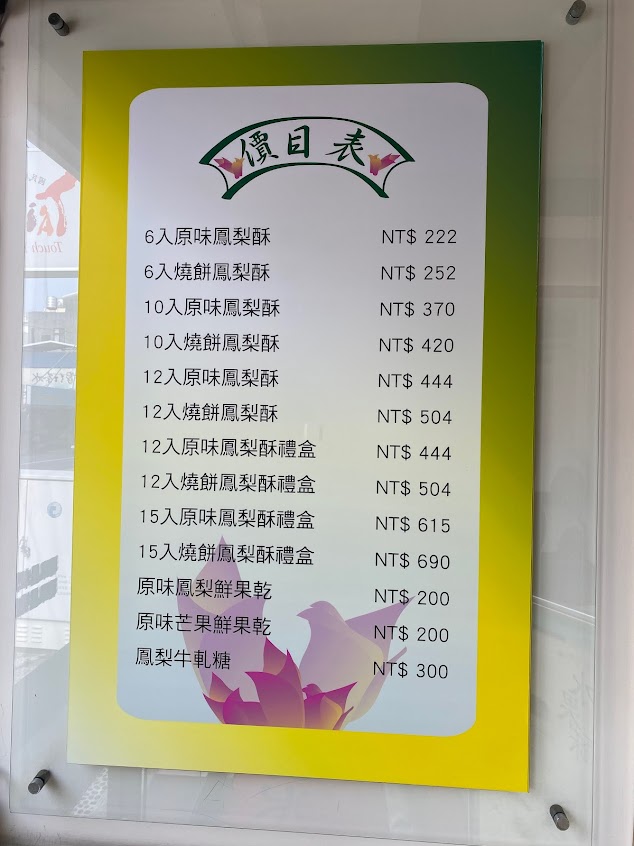 價目表
6入原味鳳梨酥 NT$ 222
6入燒餅鳳梨酥 NT$ 252
10入原味鳳梨酥 NT$ 370
10入燒餅鳳梨酥 NT$ 420
12入原味鳳梨酥 NT$ 444
12入燒餅鳳梨酥 NT$ 504
12入原味鳳梨酥禮盒 NT$ 444
12入燒餅鳳梨酥禮盒 NT$ 504
15入原味鳳梨酥禮盒 NT$ 615
15入燒餅鳳梨酥禮盒 NT$ 690
原味鳳梨鮮果乾 NT$ 200
原味芒果鮮果乾 NT$ 200
鳳梨牛軋糖 NT$ 300
Touch